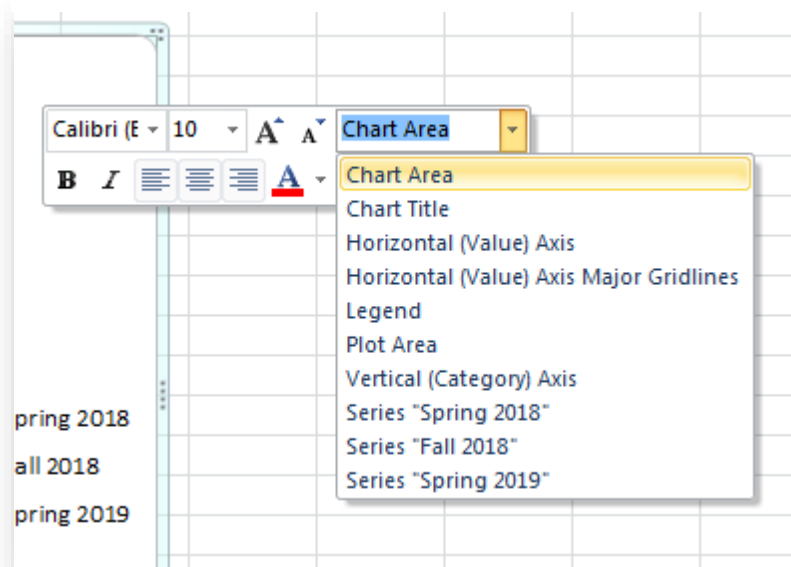 Calibri (E 10 A A Chart Area
B I A
Chart Area
Chart Title
Horizontal (Value) Axis
Horizontal (Value) Axis Major Gridlines
Legend
Plot Area
Vertical (Category) Axis
Series "Spring 2018"
Series "Fall 2018"
Series "Spring 2019"
pring 2018
all 2018
pring 2019